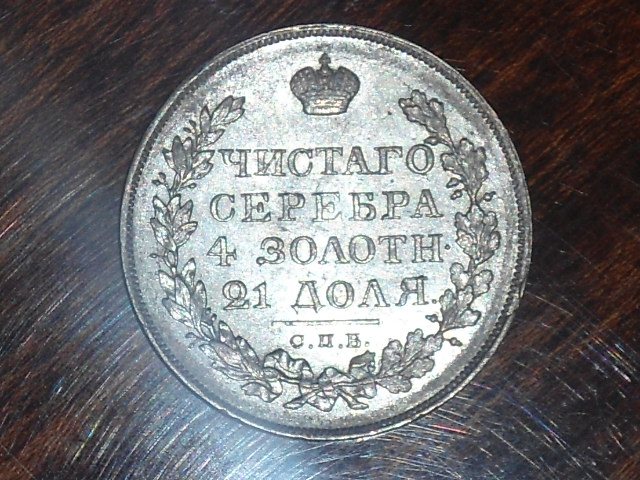 ЧИСТАГО
СЕРЕБРА
4 ЗОЛОТН.
21 ДОЛЯ.
С.П.Б.